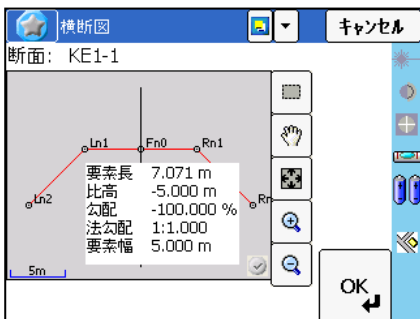 横断図
キャンセル
断面: KE1-1
Ln1
Fn0
Rn1
Ln2
Rn
要素長 7.071 m
比高 -5.000 m
勾配 -100.000 %
法勾配 1:1.000
要素幅 5.000 m
5m
OK